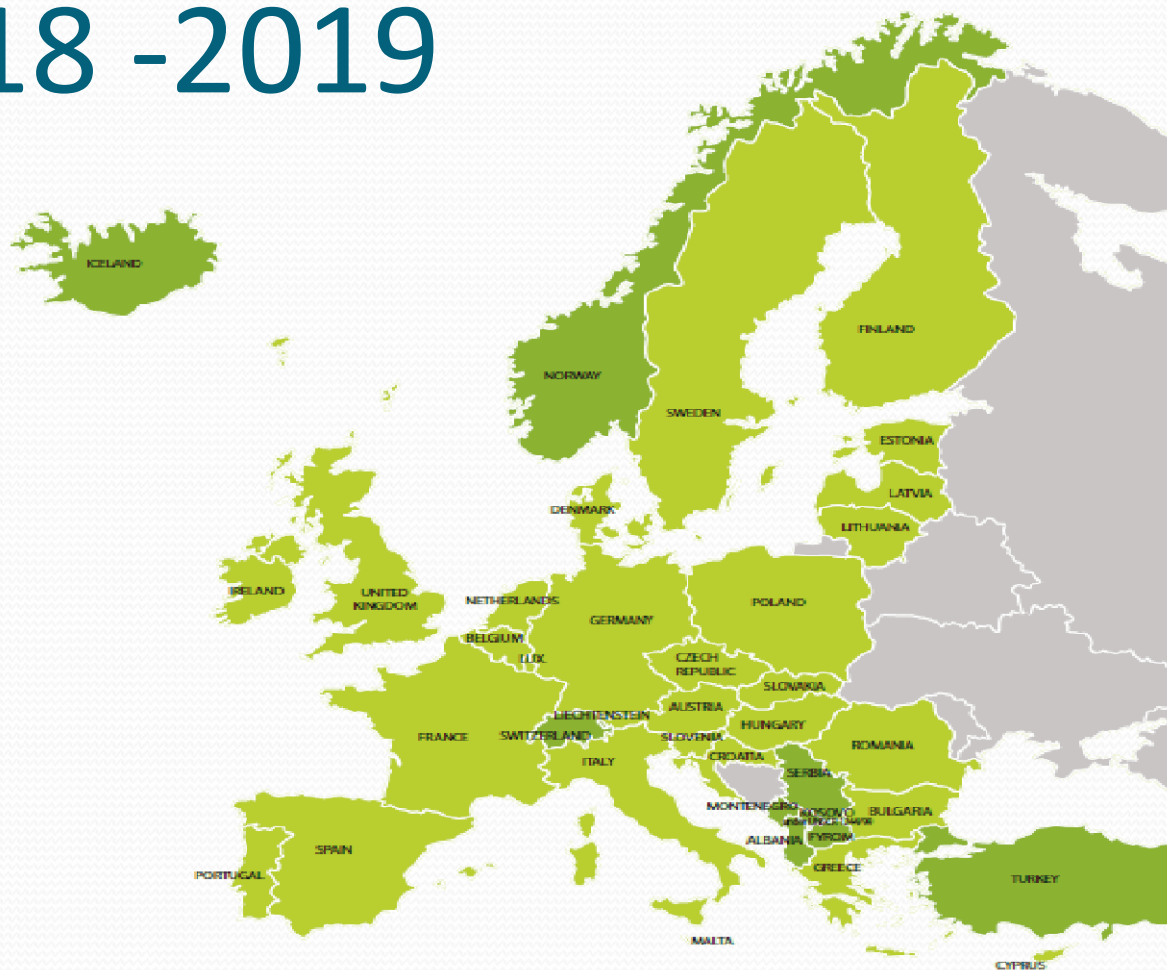 18 -2019
ICELAND
FINLAND
NORWAY
SWEDEN
ESTONIA
LATVIA
DENMARK
LITHUANIA
IRELAND
UNITED
KINGDOM
NETHERLANDS
POLAND
GERMANY
BELGIUM
LUX.
CZECH
REPUBLIC
SLOVAKIA
AUSTRIA
LIECHTENSTEIN
HUNGARY
FRANCE
SWITZERLAND
SLOVENIA
ROMANIA
CROATIA
ITALY
SERBIA
MONTENEGRO
KOSOVO
BULGARIA
ALBANIA
FYROM
SPAIN
GREECE
PORTUGAL
TURKEY
MALTA
CYPRUS